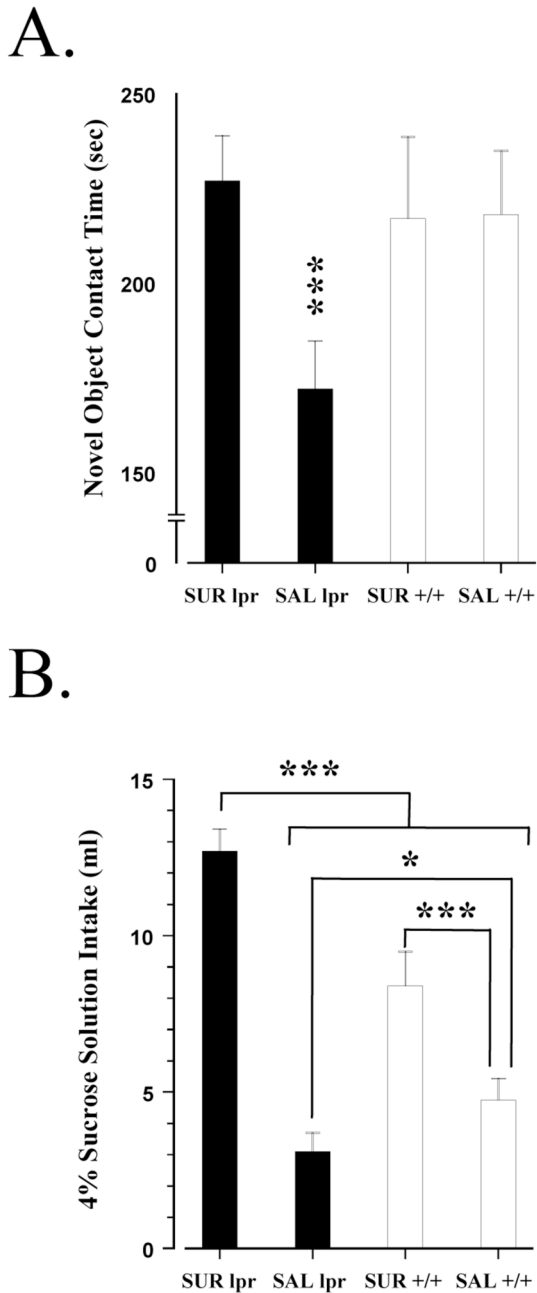 A.
Novel Object Contact Time (sec)
250
200
150
0
***
SUR lpr SAL lpr SUR +/+ SAL +/+
B.
4% Sucrose Solution Intake (ml)
15
10
5
0
***
*
***
SUR lpr SAL lpr SUR +/+ SAL +/+